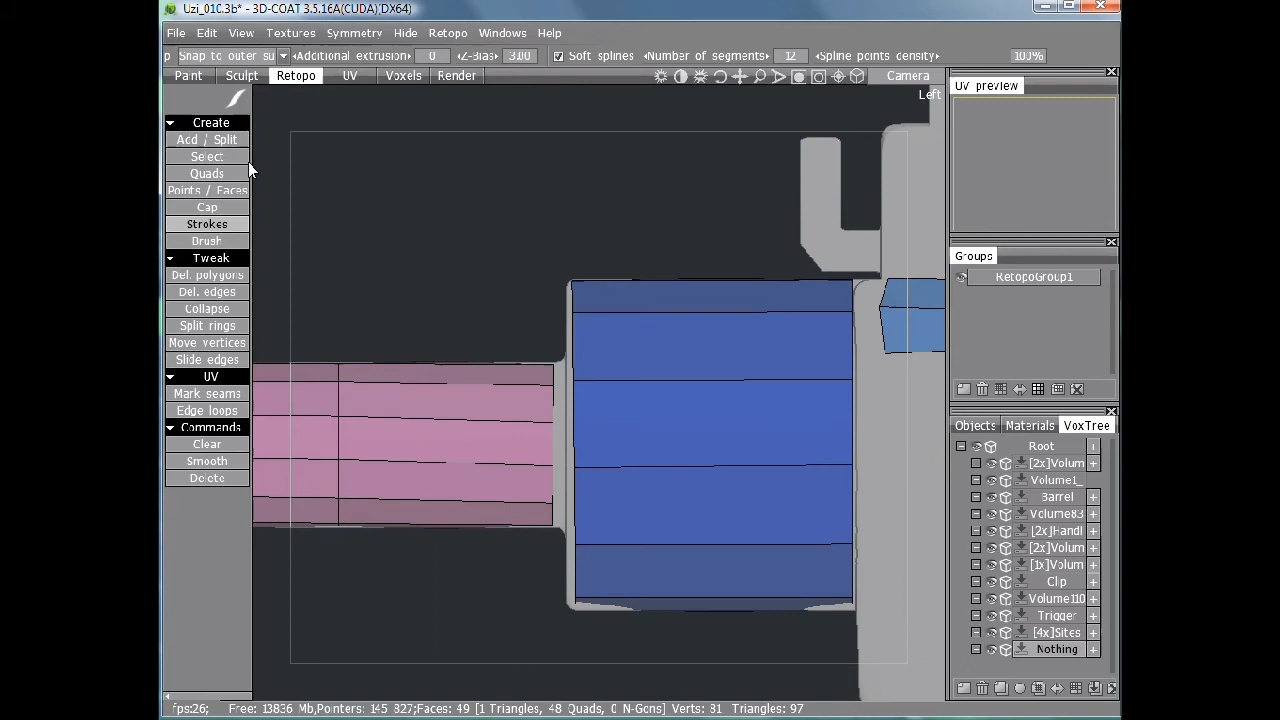 Uzi_010.3b* - 3D-COAT 3.5.16A(CUDA)(DX64)
File Edit View Textures Symmetry Hide Retopo Windows Help
p Snap to outer su Additional extrusion 0 Z-Bias 3.00 Soft splines Number of segments 12 Spline points density 100%
Paint Sculpt Retopo UV Voxels Render Camera
Left
Create
Add / Split
Select
Quads
Points / Faces
Cap
Strokes
Brush
Tweak
Del. polygons
Del. edges
Collapse
Split rings
Move vertices
Slide edges
UV
Mark seams
Edge loops
Commands
Clear
Smooth
Delete
UV preview
Groups
RetopoGroup1
Objects Materials VoxTree
Root
[2x]Volum +
Volume1_
Barrel +
Volume83 +
[2x]Handl +
[2x]Volum +
[1x]Volum +
Clip +
Volume110 +
Trigger +
[4x]Sites +
Nothing +
fps:26; Free: 13836 Mb,Pointers: 145 827;Faces: 49 [1 Triangles, 48 Quads, 0 N-Gons] Verts: 81 Triangles: 97